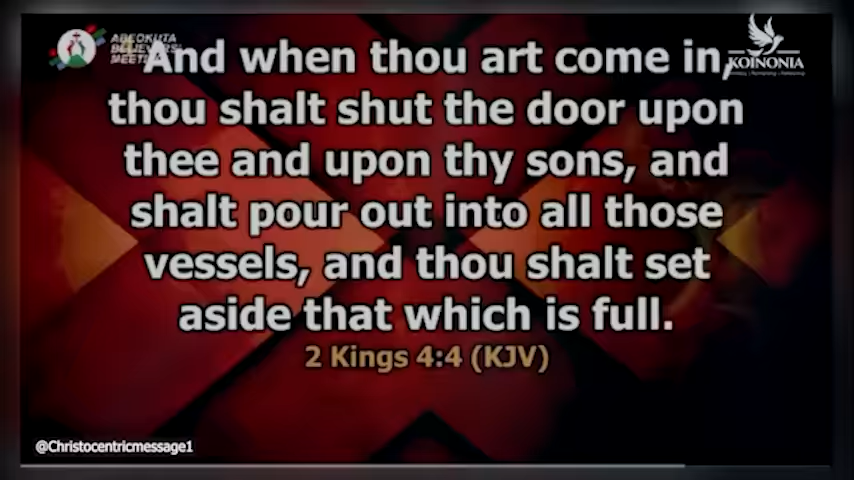 ABEOKUTA
BELIEVERS'
And when thou art come in,
KOINONIA
thou shalt shut the door upon
thee and upon thy sons, and
shalt pour out into all those
vessels, and thou shalt set
aside that which is full.
2 Kings 4:4 (KJV)
@Christocentricmessage1